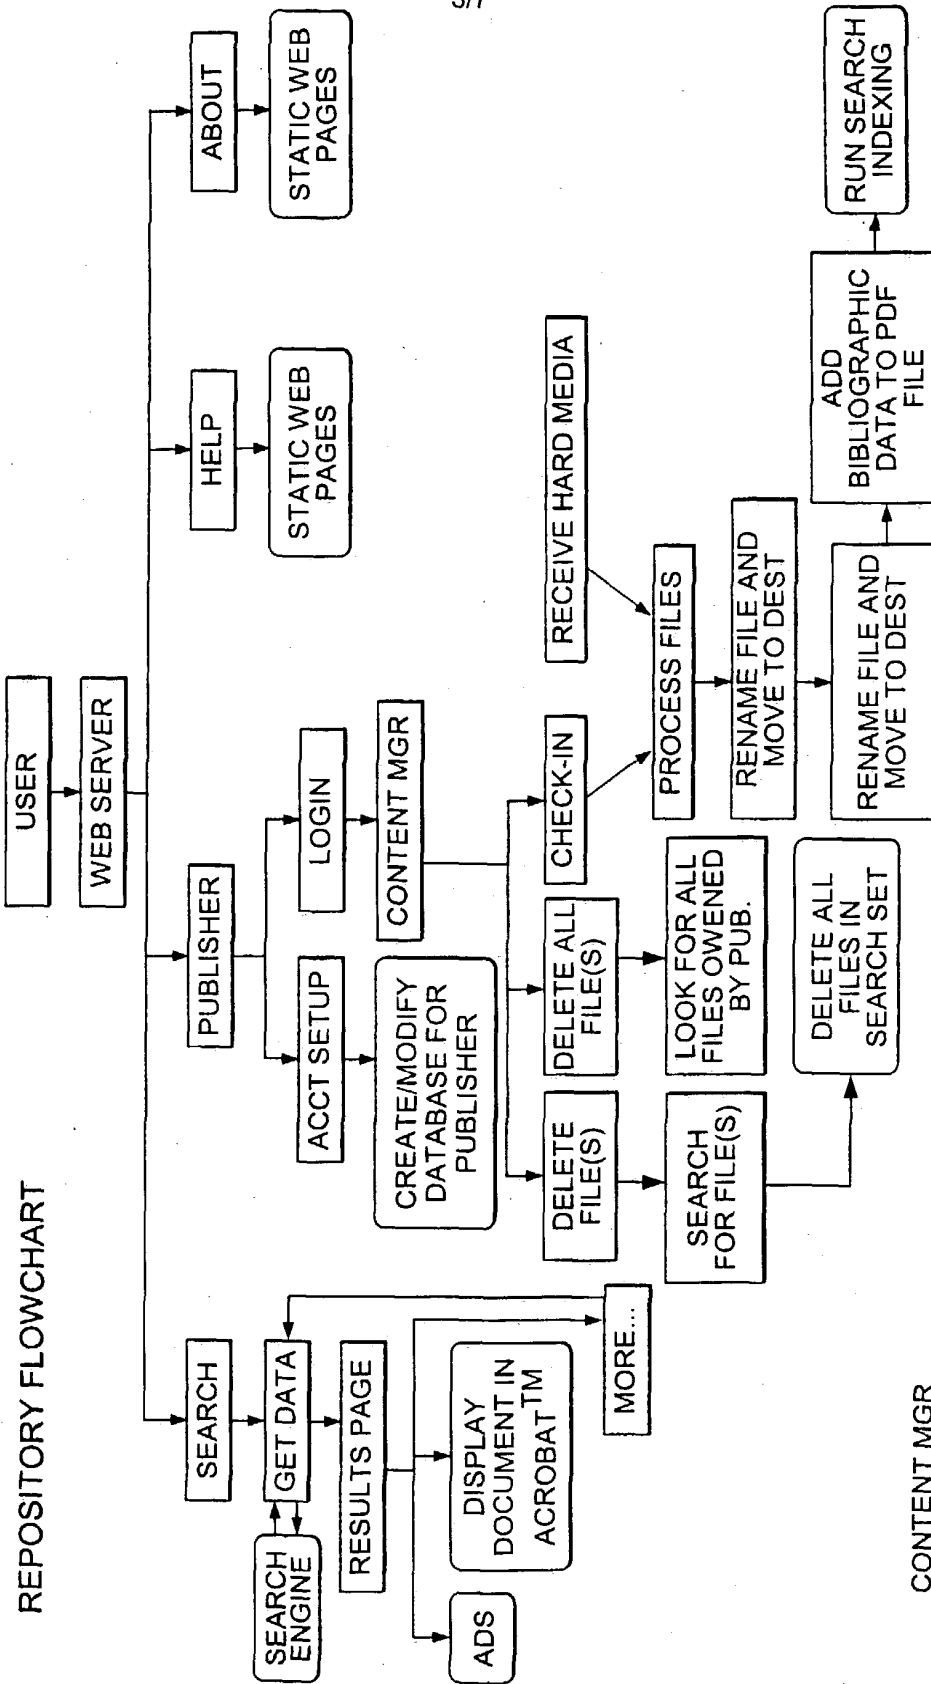 3/7
REPOSITORY FLOWCHART
USER
WEB SERVER
SEARCH
PUBLISHER
HELP
ABOUT
SEARCH
ENGINE
GET DATA
ACCT SETUP
LOGIN
STATIC WEB
PAGES
STATIC WEB
PAGES
RESULTS PAGE
CREATE/MODIFY
DATABASE FOR
PUBLISHER
CONTENT MGR
ADS
DISPLAY
DOCUMENT IN
ACROBAT™
MORE...
DELETE
FILE(S)
DELETE ALL
FILE(S)
CHECK-IN
RECEIVE HARD MEDIA
SEARCH
FOR FILE(S)
LOOK FOR ALL
FILES OWENED
BY PUB.
PROCESS FILES
RENAME FILE AND
MOVE TO DEST
DELETE ALL
FILES IN
SEARCH SET
RENAME FILE AND
MOVE TO DEST
ADD
BIBLIOGRAPHIC
DATA TO PDF
FILE
RUN SEARCH
INDEXING
CONTENT MGR